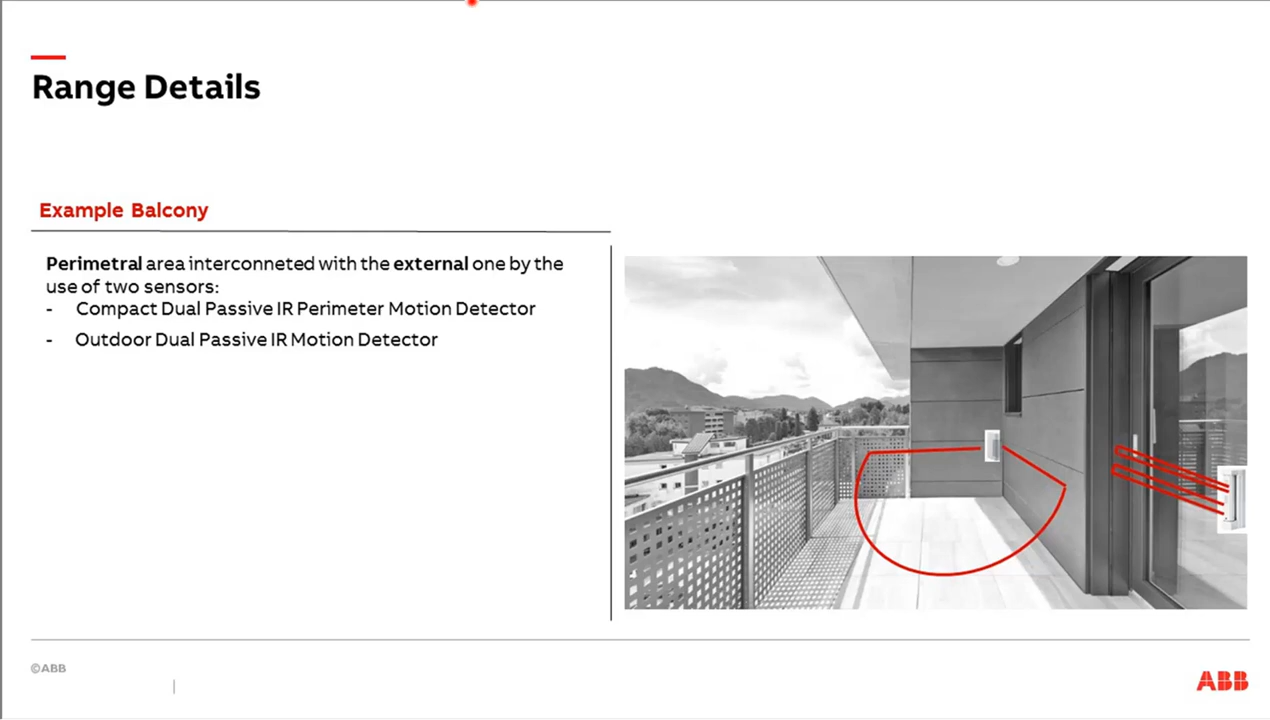 Range Details
Example Balcony
Perimetral area interconneted with the external one by the
use of two sensors:
- Compact Dual Passive IR Perimeter Motion Detector
- Outdoor Dual Passive IR Motion Detector
©ABB
ABB